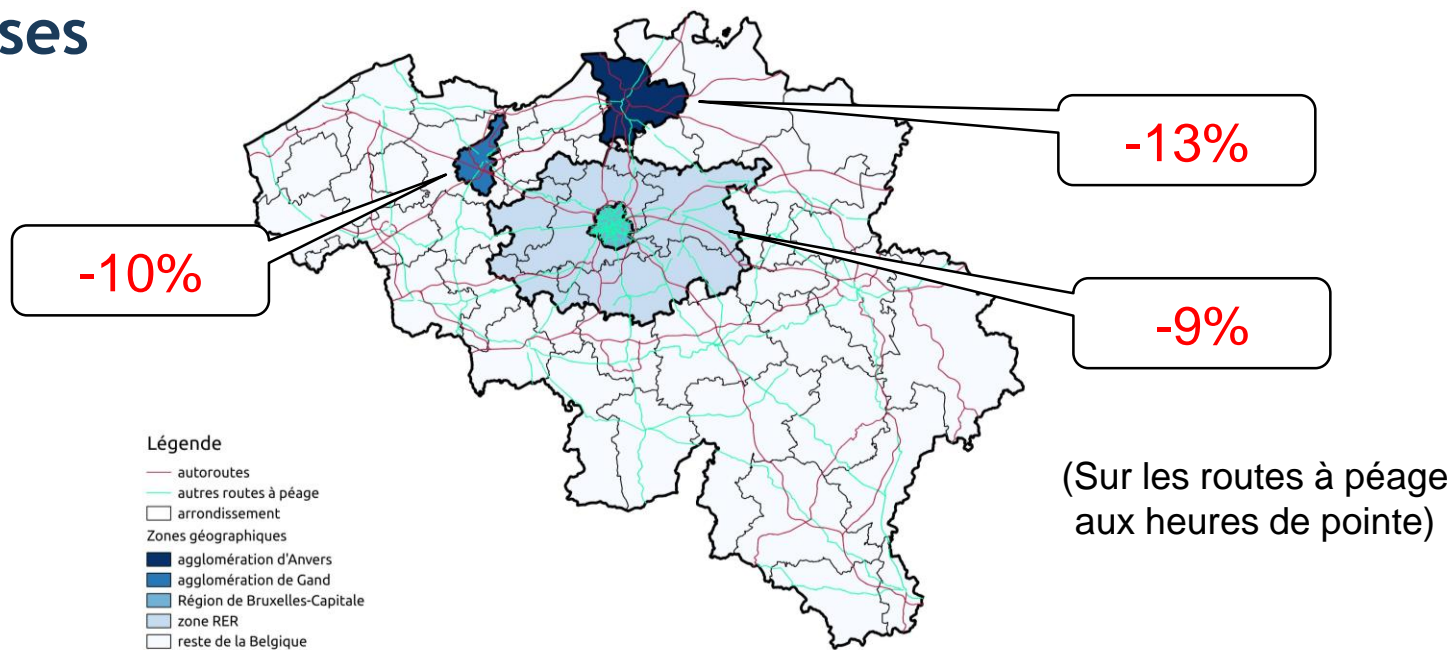 ses
-13%
-10%
-9%
Légende
autoroutes
autres routes à péage
arrondissement
Zones géographiques
agglomération d'Anvers
agglomération de Gand
Région de Bruxelles-Capitale
zone RER
reste de la Belgique
(Sur les routes à péage
aux heures de pointe)